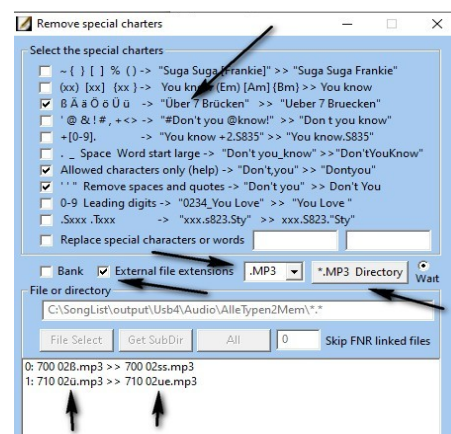 Remove special charters
Select the special charters
~ { } [ ] % ( ) -> "Suga Suga [Frankie]" >> "Suga Suga Frankie"
(xx) [xx] {xx } -> You know (Em) [Am] {Bm} >> You know
ß Ä ä Ö ö Ü ü -> "Über 7 Brücken" >> "Ueber 7 Bruecken"
' @ & ! # , + <> -> "#Don't you @know!" >> "Don t you know"
+[0-9]. -> "You know +2.S835" >> "You know.S835"
. _ Space Word start large -> "Don't you_know" >>"Don'tYouKnow"
Allowed characters only (help) -> "Don't,you" >> "Dontyou"
' ' " Remove spaces and quotes -> "Don't you" >> Don't You
0-9 Leading digits -> "0234_You Love" >> "You Love "
.Sxxx .Txxx -> "xxx.s823.Sty" >> xxx.S823."Sty"
Replace special characters or words
Bank External file extensions .MP3 *.MP3 Directory Wart
File or directory
C:\SongList\output\Usb4\Audio\AlleTypen2Mem\*.*
File Select Get SubDir All 0 Skip FNR linked files
0: 700 02ß.mp3 >> 700 02ss.mp3
1: 710 02ü.mp3 >> 710 02ue.mp3